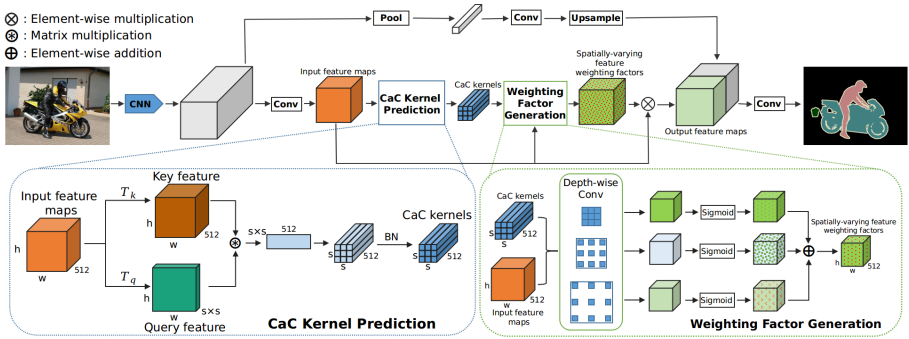 : Element-wise multiplication
: Matrix multiplication
: Element-wise addition
Pool
Conv
Upsample
CNN
Conv
Input feature maps
CaC Kernel
Prediction
CaC kernels
Weighting
Factor
Generation
Spatially-varying
feature
weighting factors
Output feature maps
Conv
Input feature
maps
h
w
512
T_k
Key feature
h
w
512
T_q
h
w
s×s
Query feature
s×s
512
s
s
512
BN
CaC kernels
s
s
512
CaC Kernel Prediction
CaC kernels
s
s
512
h
w
512
Input feature
maps
Depth-wise
Conv
Sigmoid
Sigmoid
Sigmoid
Spatially-varying feature
weighting factors
h
w
512
Weighting Factor Generation